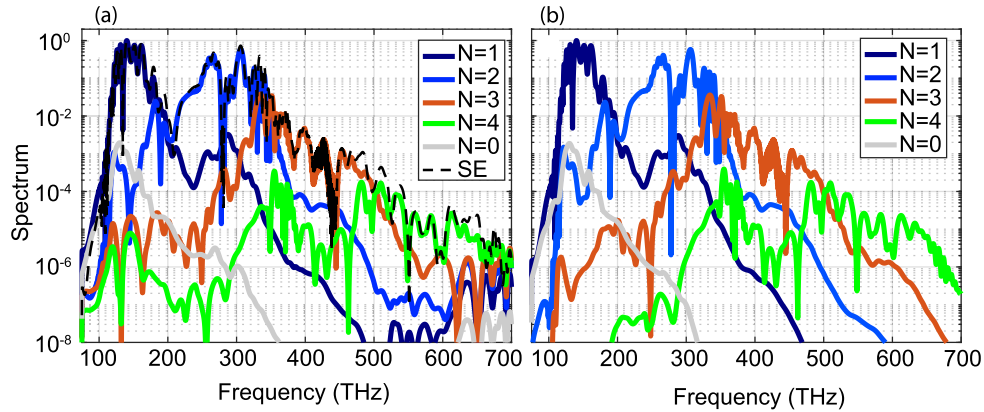 (a)
(b)
Spectrum
10⁰
10⁻²
10⁻⁴
10⁻⁶
10⁻⁸
N=1
N=2
N=3
N=4
N=0
SE
N=1
N=2
N=3
N=4
N=0
100 200 300 400 500 600 700
100 200 300 400 500 600 700
Frequency (THz)
Frequency (THz)